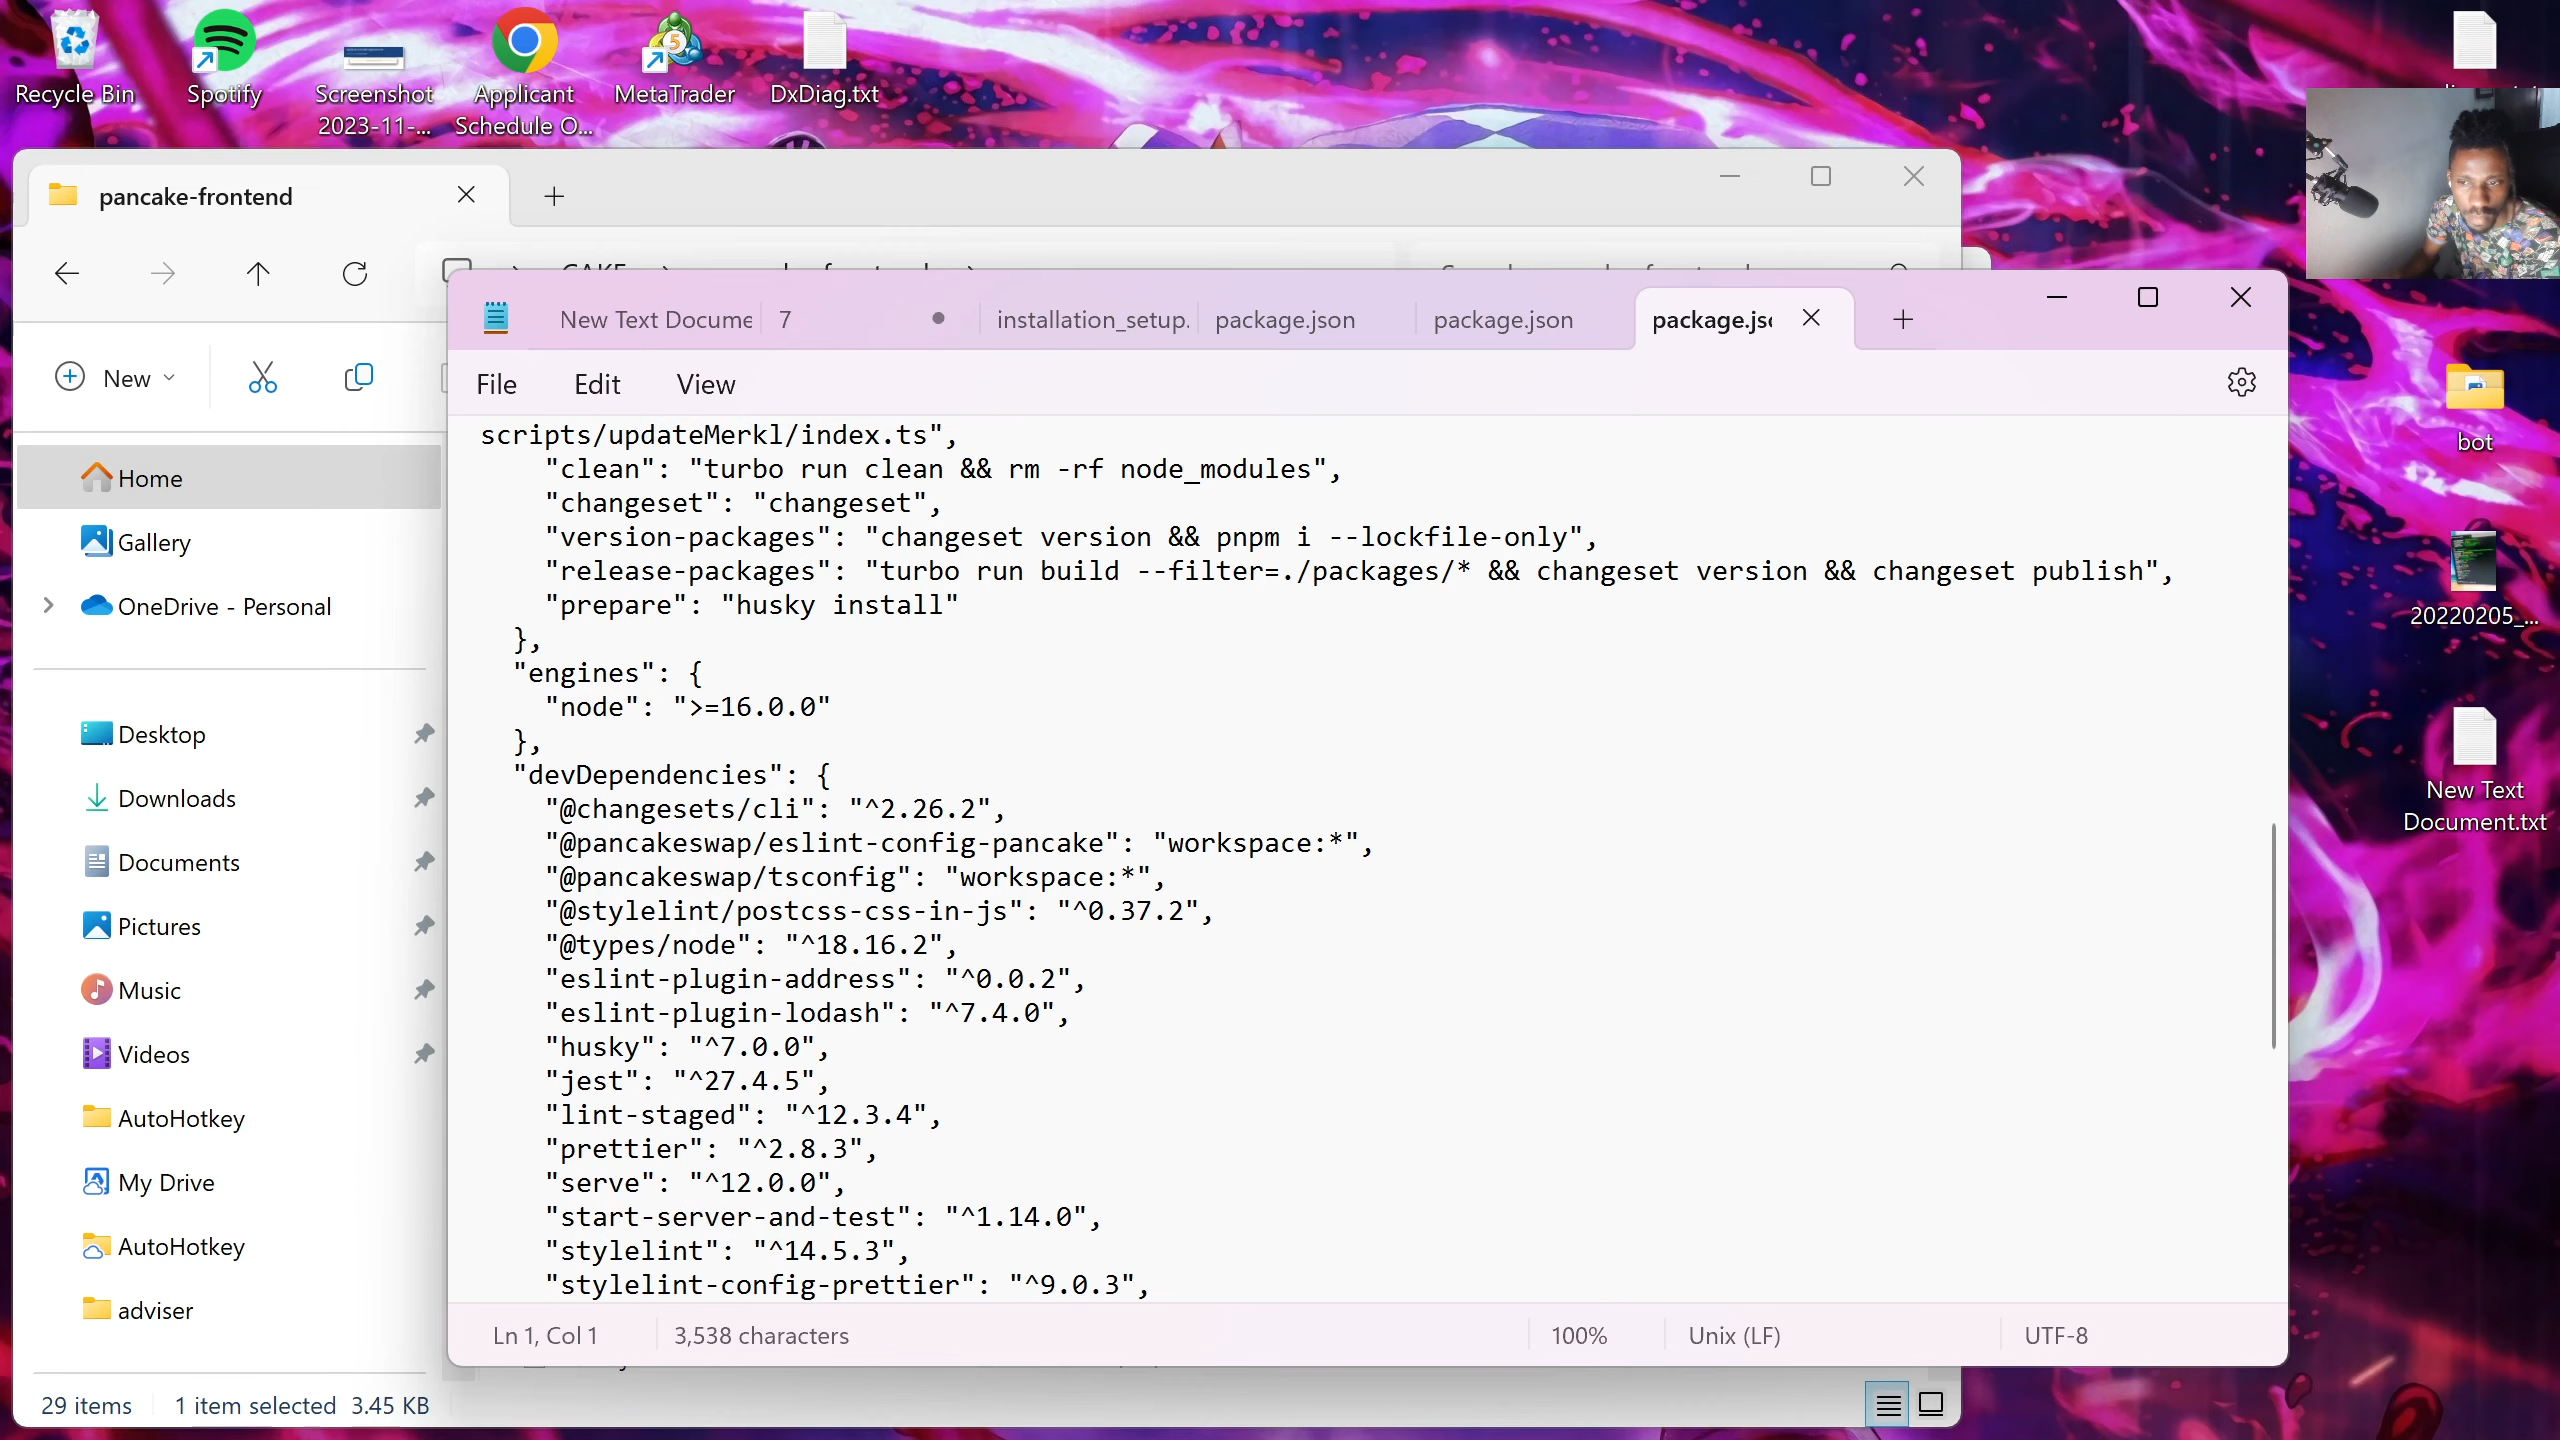 Recycle Bin
Spotify
Screenshot
2023-11-...
Applicant
Schedule O...
MetaTrader
5
DxDiag.txt
pancake-frontend
New
Home
Gallery
OneDrive - Personal
Desktop
Downloads
Documents
Pictures
Music
Videos
AutoHotkey
My Drive
AutoHotkey
adviser
29 items
1 item selected 3.45 KB
New Text Docume
7
installation_setup.
package.json
package.json
package.js
File
Edit
View
scripts/updateMerkl/index.ts",
"clean": "turbo run clean && rm -rf node_modules",
"changeset": "changeset",
"version-packages": "changeset version && pnpm i --lockfile-only",
"release-packages": "turbo run build --filter=./packages/* && changeset version && changeset publish",
"prepare": "husky install"
},
"engines": {
"node": ">=16.0.0"
},
"devDependencies": {
"@changesets/cli": "^2.26.2",
"@pancakeswap/eslint-config-pancake": "workspace:*",
"@pancakeswap/tsconfig": "workspace:*",
"@stylelint/postcss-css-in-js": "^0.37.2",
"@types/node": "^18.16.2",
"eslint-plugin-address": "^0.0.2",
"eslint-plugin-lodash": "^7.4.0",
"husky": "^7.0.0",
"jest": "^27.4.5",
"lint-staged": "^12.3.4",
"prettier": "^2.8.3",
"serve": "^12.0.0",
"start-server-and-test": "^1.14.0",
"stylelint": "^14.5.3",
"stylelint-config-prettier": "^9.0.3",
Ln 1, Col 1
3,538 characters
100%
Unix (LF)
UTF-8
bot
20220205_...
New Text
Document.txt